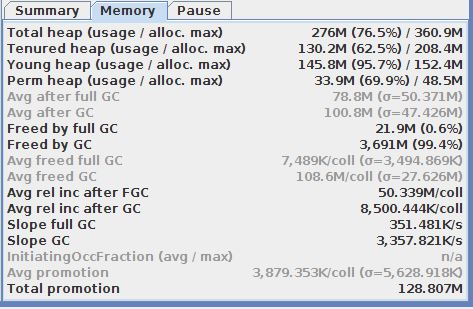 Summary Memory Pause
Total heap (usage / alloc. max) 276M (76.5%) / 360.9M
Tenured heap (usage / alloc. max) 130.2M (62.5%) / 208.4M
Young heap (usage / alloc. max) 145.8M (95.7%) / 152.4M
Perm heap (usage / alloc. max) 33.9M (69.9%) / 48.5M
Avg after full GC 78.8M (σ=50.371M)
Avg after GC 100.8M (σ=47.426M)
Freed by full GC 21.9M (0.6%)
Freed by GC 3,691M (99.4%)
Avg freed full GC 7,489K/coll (σ=3,494.869K)
Avg freed GC 108.6M/coll (σ=27.626M)
Avg rel inc after FGC 50.339M/coll
Avg rel inc after GC 8,500.444K/coll
Slope full GC 351.481K/s
Slope GC 3,357.821K/s
InitiatingOccFraction (avg / max) n/a
Avg promotion 3,879.353K/coll (σ=5,628.918K)
Total promotion 128.807M